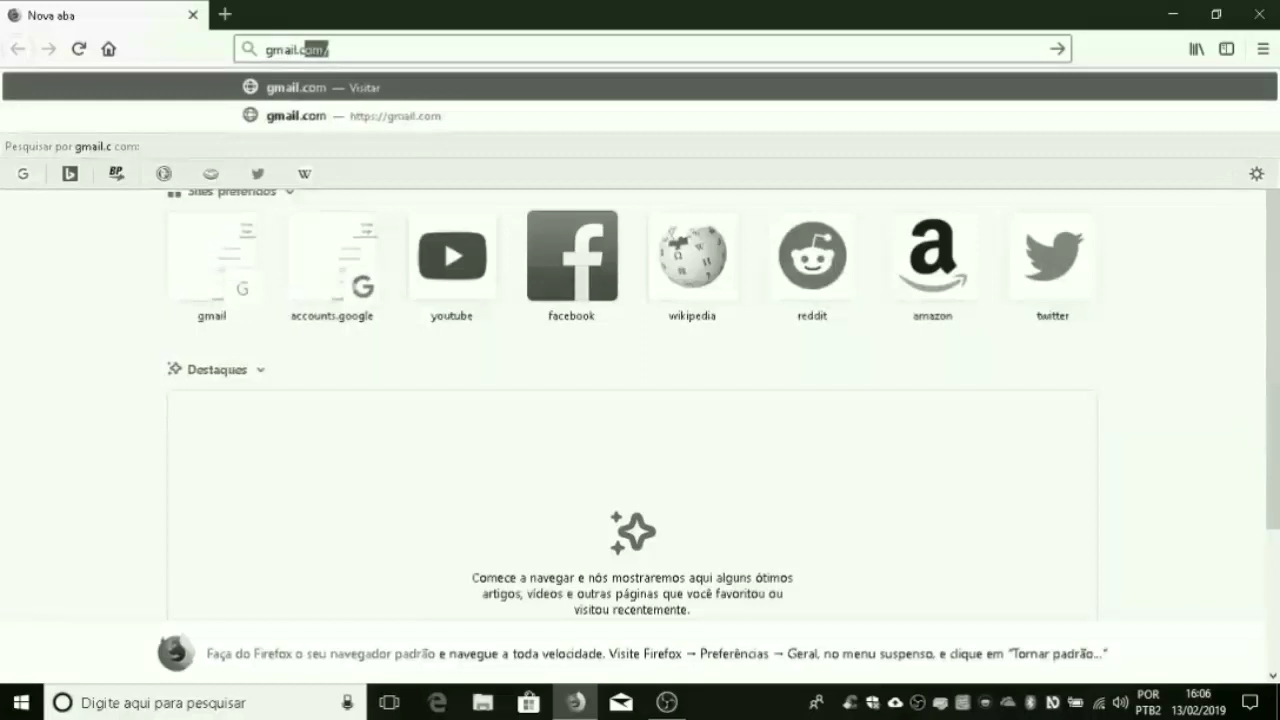 Nova aba
gmail.com/
gmail.com — Visitar
gmail.com — https://gmail.com
Pesquisar por gmail.c com:
Sites preferidos
gmail
accounts.google
youtube
facebook
wikipedia
reddit
amazon
twitter
Destaques
Comece a navegar e nós mostraremos aqui alguns ótimos
artigos, vídeos e outras páginas que você favoritou ou
visitou recentemente.
Faça do Firefox o seu navegador padrão e navegue a toda velocidade. Visite Firefox → Preferências → Geral, no menu suspenso, e clique em “Tornar padrão...”
Digite aqui para pesquisar
POR
PTB2
16:06
13/02/2019